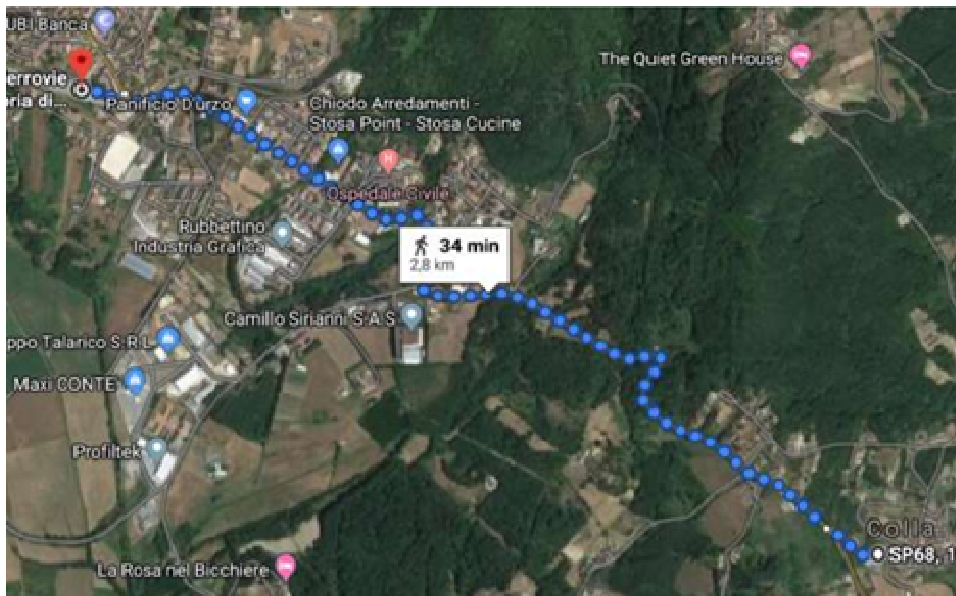 UBI Banca
The Quiet Green House
errovie
ria di...
Panificio D'urzo
Chiodo Arredamenti -
Stosa Point - Stosa Cucine
Ospedale Civile
Rubbettino
Industria Grafica
34 min
2,8 km
Camillo Sirianni S.A.S
ppo Talarico S.R.L
Maxi CONTE
Profiltek
Colla
SP68, 1
La Rosa nel Bicchiere